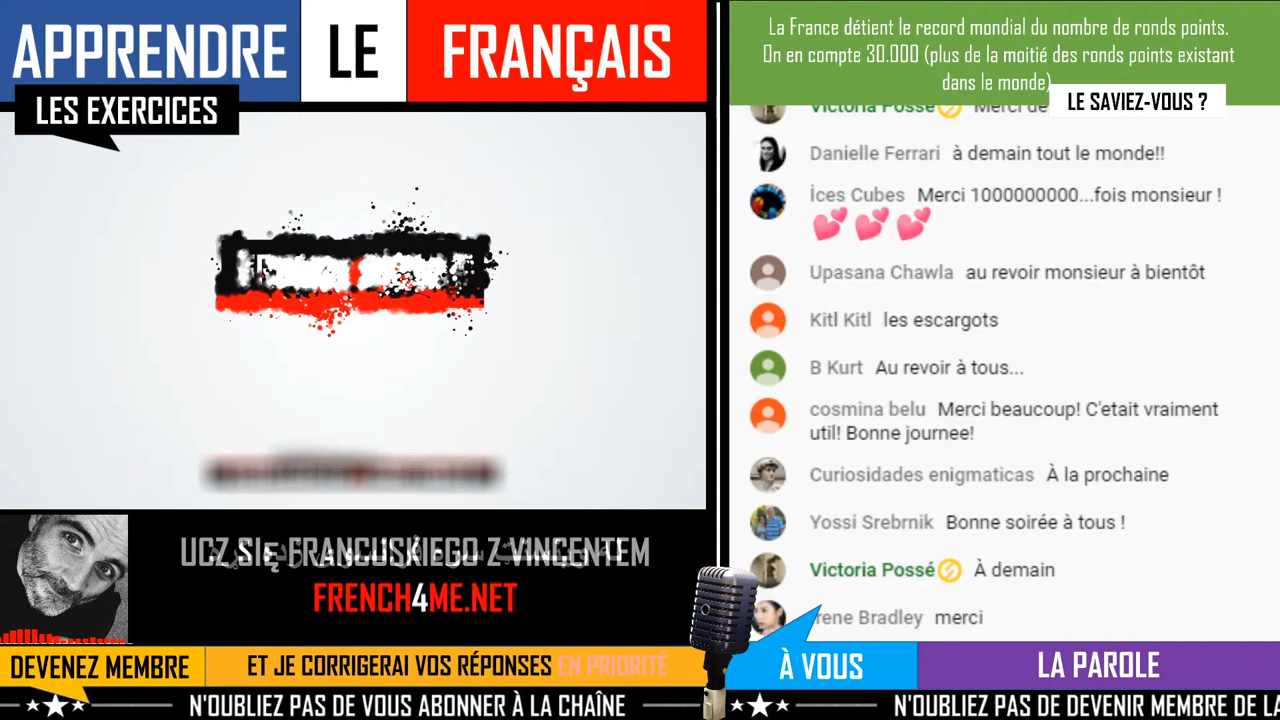 APPRENDRE LE FRANÇAIS
LES EXERCICES
La France détient le record mondial du nombre de ronds points.
On en compte 30.000 (plus de la moitié des ronds points existant
dans le monde)
LE SAVIEZ-VOUS ?
Victoria Possé Merci de
Danielle Ferrari à demain tout le monde!!
İces Cubes Merci 1000000000...fois monsieur !
💕 💕 💕
Upasana Chawla au revoir monsieur à bientôt
Kitl Kitl les escargots
B Kurt Au revoir à tous...
cosmina belu Merci beaucoup! C'etait vraiment
util! Bonne journee!
Curiosidades enigmaticas À la prochaine
Yossi Srebrnik Bonne soirée à tous !
Victoria Possé À demain
rene Bradley merci
UCZ SIĘ FRANCUSKIEGO Z VINCENTEM
FRENCH4ME.NET
DEVENEZ MEMBRE
ET JE CORRIGERAI VOS RÉPONSES EN PRIORITÉ
À VOUS
LA PAROLE
N'OUBLIEZ PAS DE VOUS ABONNER À LA CHAÎNE
N'OUBLIEZ PAS DE DEVENIR MEMBRE DE LA